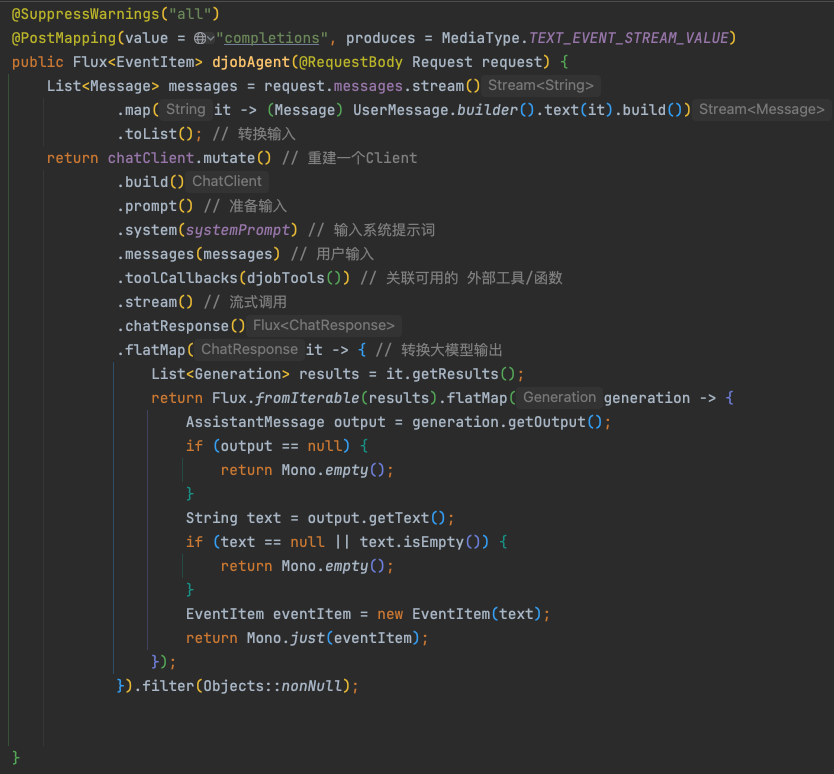 @SuppressWarnings("all")
@PostMapping(value = "completions", produces = MediaType.TEXT_EVENT_STREAM_VALUE)
public Flux<EventItem> djobAgent(@RequestBody Request request) {
    List<Message> messages = request.messages.stream() Stream<String>
            .map( String it -> (Message) UserMessage.builder().text(it).build()) Stream<Message>
            .toList(); // 转换输入
    return chatClient.mutate() // 重建一个Client
            .build() ChatClient
            .prompt() // 准备输入
            .system(systemPrompt) // 输入系统提示词
            .messages(messages) // 用户输入
            .toolCallbacks(djobTools()) // 关联可用的 外部工具/函数
            .stream() // 流式调用
            .chatResponse() Flux<ChatResponse>
            .flatMap( ChatResponse it -> { // 转换大模型输出
                List<Generation> results = it.getResults();
                return Flux.fromIterable(results).flatMap( Generation generation -> {
                    AssistantMessage output = generation.getOutput();
                    if (output == null) {
                        return Mono.empty();
                    }
                    String text = output.getText();
                    if (text == null || text.isEmpty()) {
                        return Mono.empty();
                    }
                    EventItem eventItem = new EventItem(text);
                    return Mono.just(eventItem);
                });
            }).filter(Objects::nonNull);
}